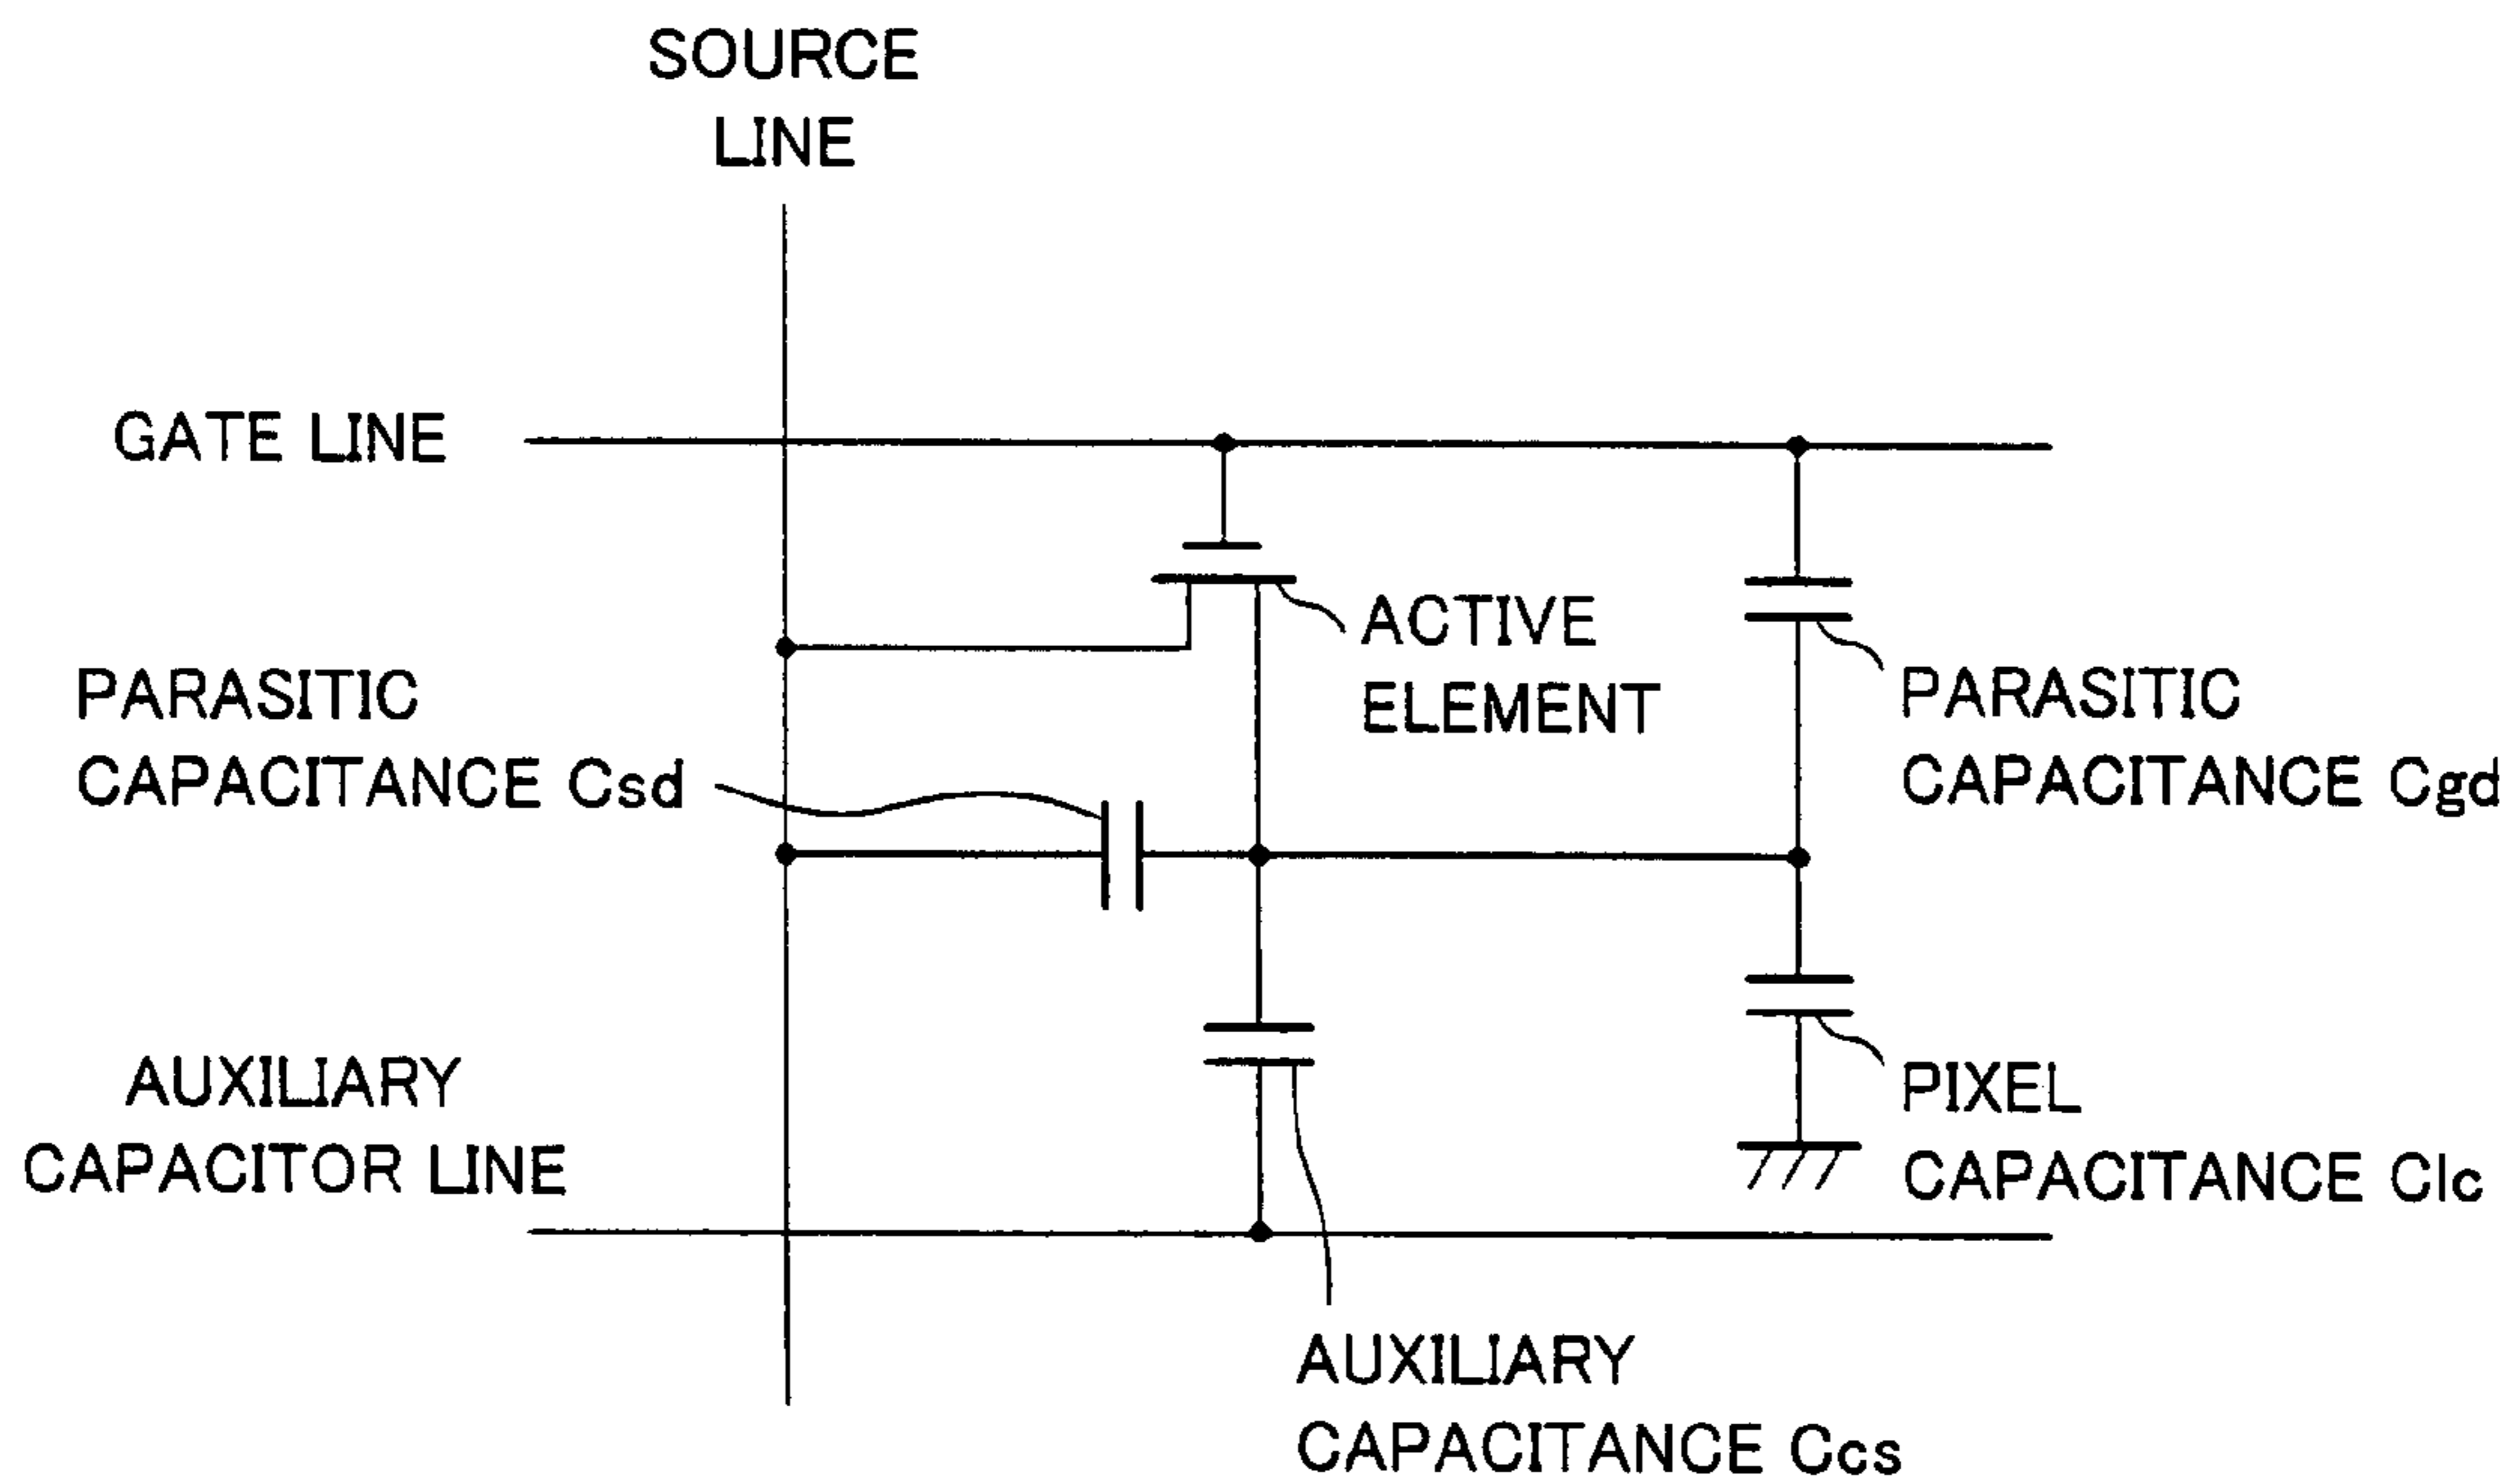 SOURCE
LINE
GATE LINE
ACTIVE
ELEMENT
PARASITIC
CAPACITANCE Csd
PARASITIC
CAPACITANCE Cgd
AUXILIARY
CAPACITOR LINE
PIXEL
CAPACITANCE Clc
AUXILIARY
CAPACITANCE Ccs